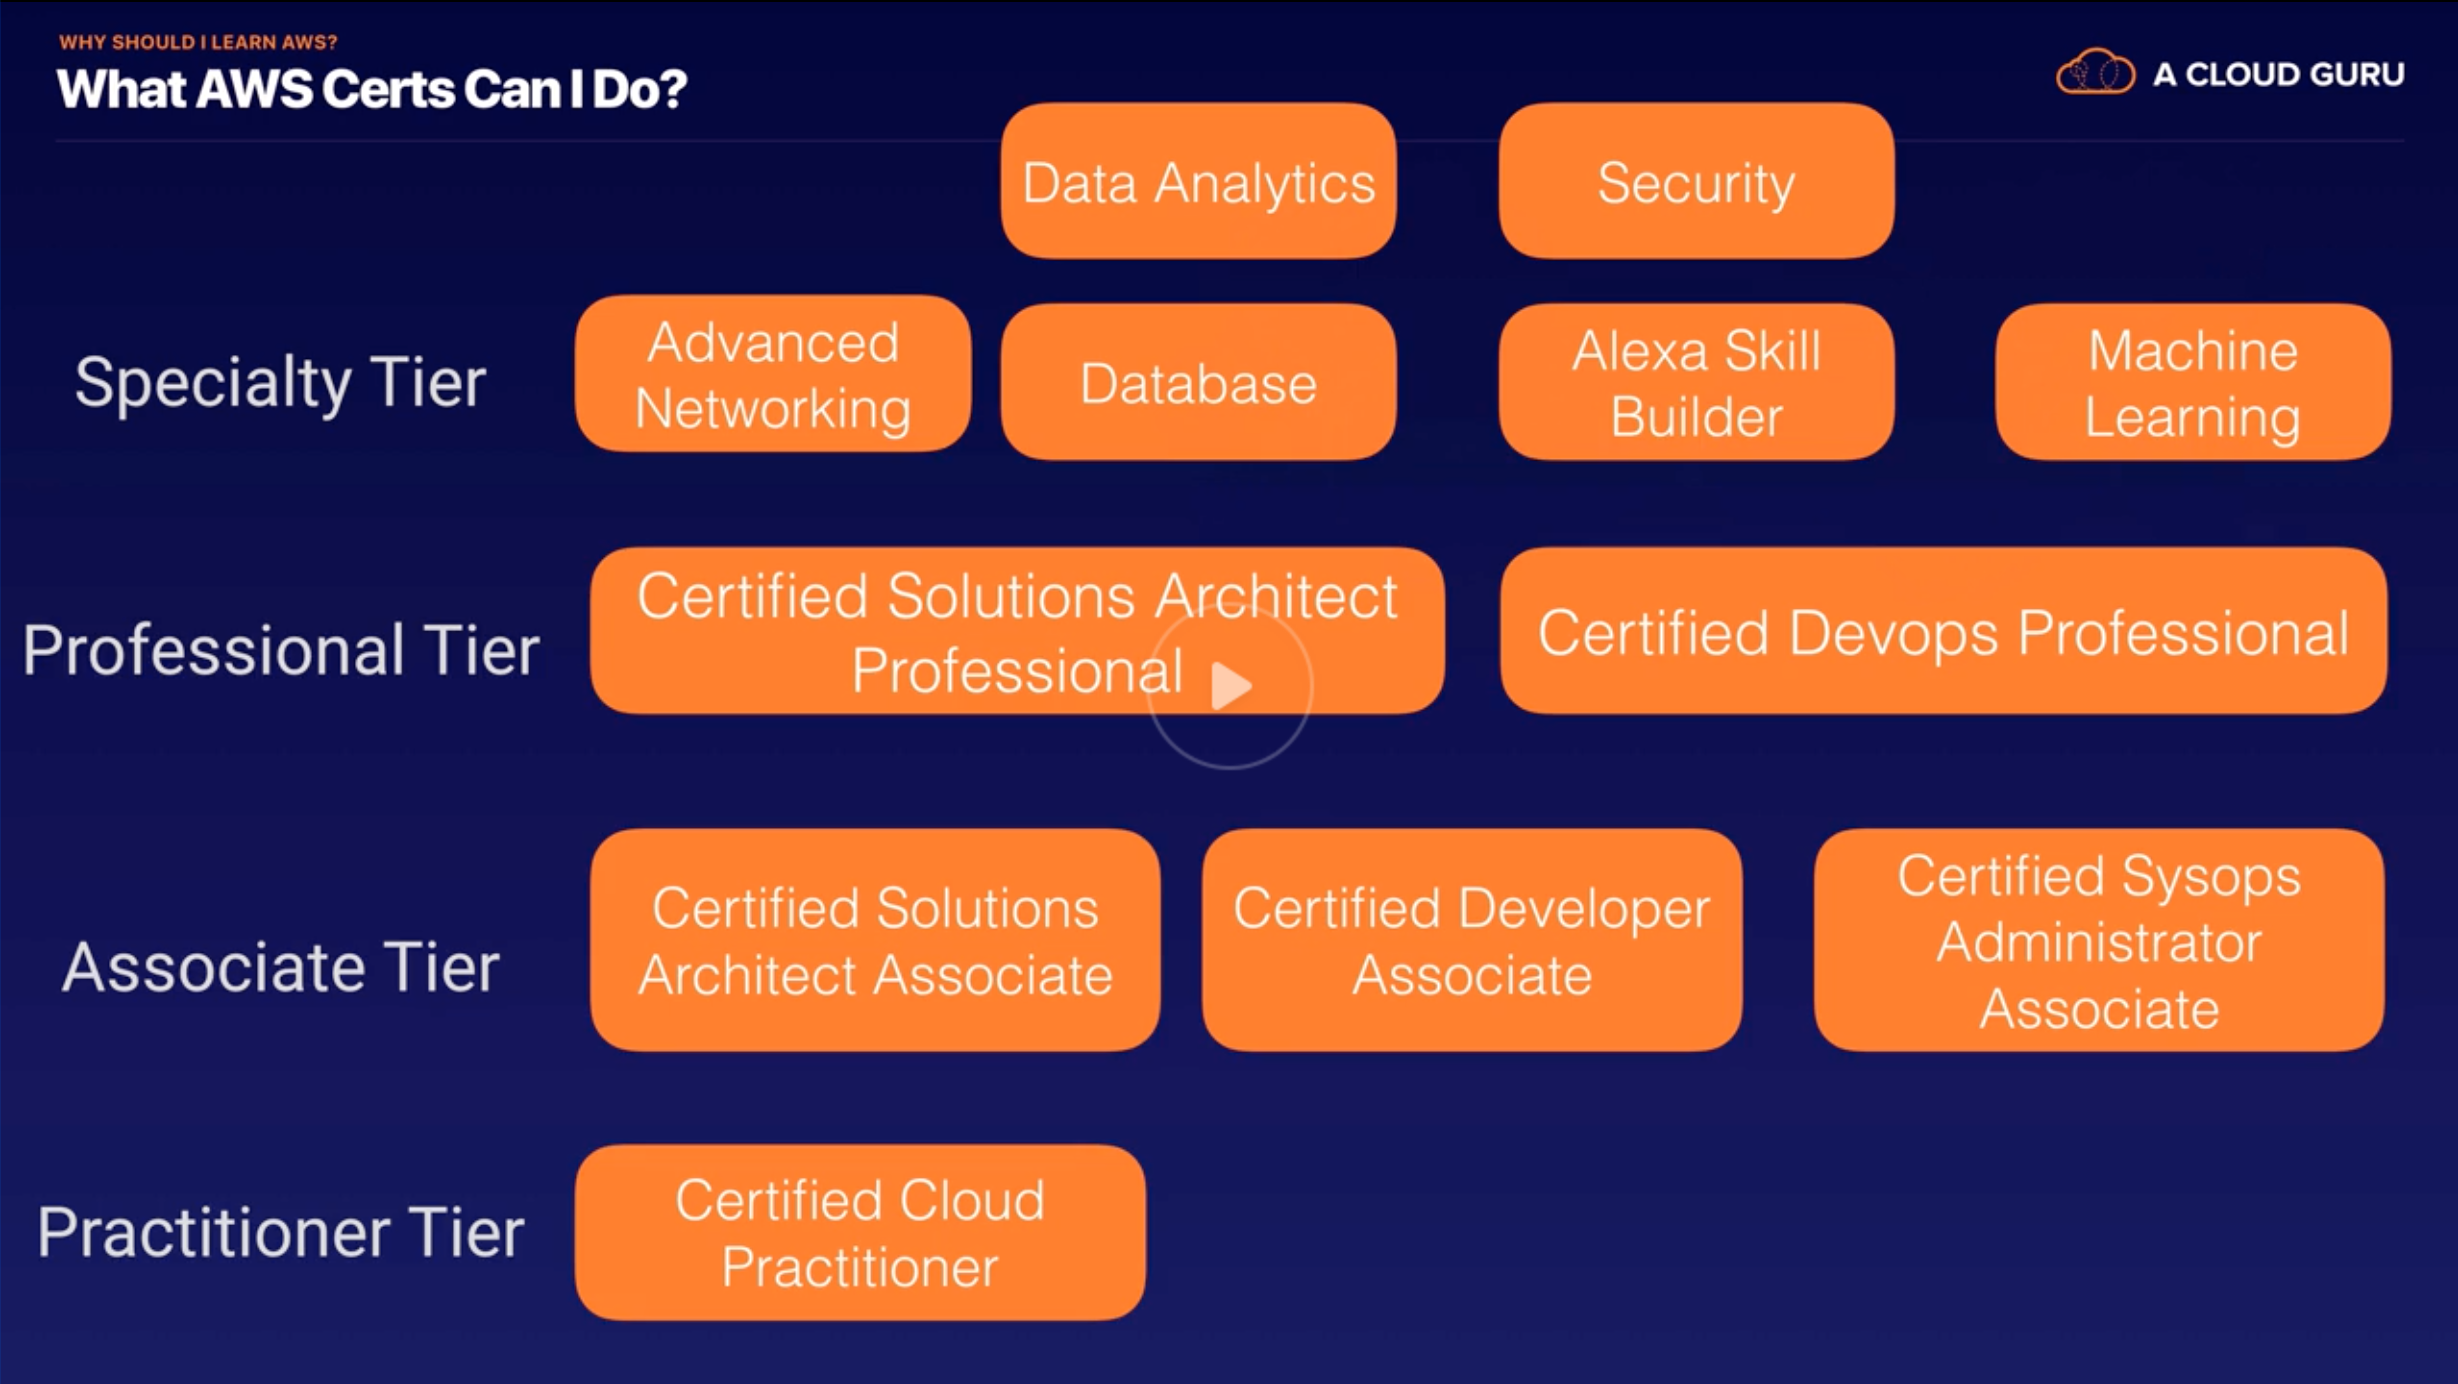 WHY SHOULD I LEARN AWS?
What AWS Certs Can I Do?
A CLOUD GURU
Data Analytics
Security
Specialty Tier
Advanced
Networking
Database
Alexa Skill
Builder
Machine
Learning
Professional Tier
Certified Solutions Architect
Professional
Certified Devops Professional
Associate Tier
Certified Solutions
Architect Associate
Certified Developer
Associate
Certified Sysops
Administrator
Associate
Practitioner Tier
Certified Cloud
Practitioner